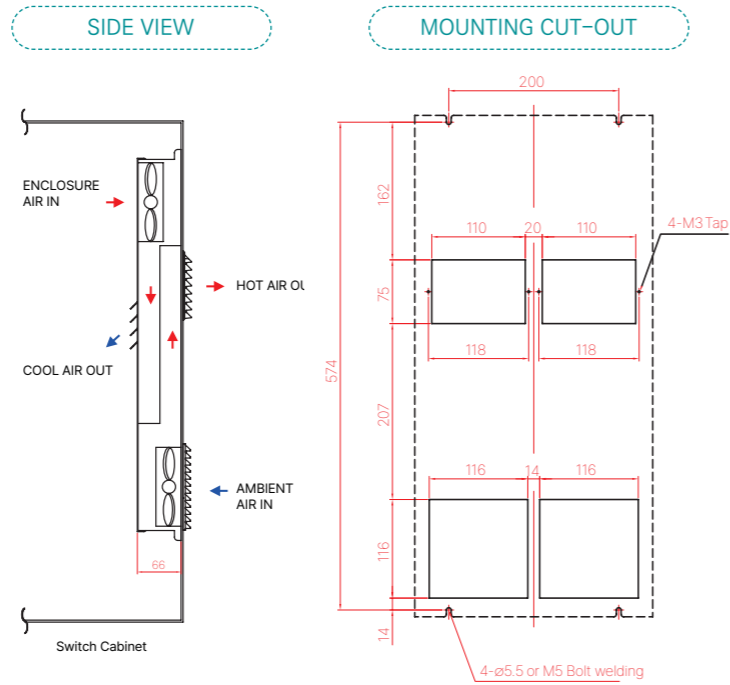 SIDE VIEW
MOUNTING CUT-OUT
ENCLOSURE
AIR IN
HOT AIR OU
COOL AIR OUT
AMBIENT
AIR IN
66
Switch Cabinet
200
162
110
20
110
4-M3 Tap
75
118
118
574
207
116
14
116
116
14
4-ø5.5 or M5 Bolt welding